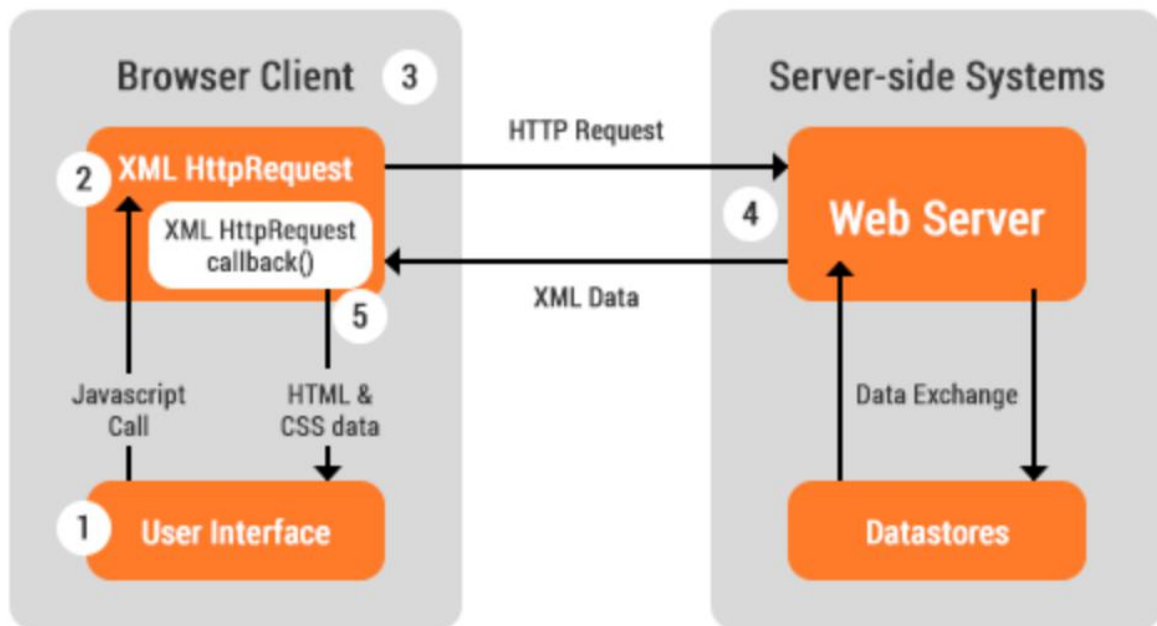 Browser Client
3
Server-side Systems
HTTP Request
2
XML HttpRequest
XML HttpRequest
callback()
4
Web Server
XML Data
5
Javascript
Call
HTML &
CSS data
Data Exchange
1
User Interface
Datastores